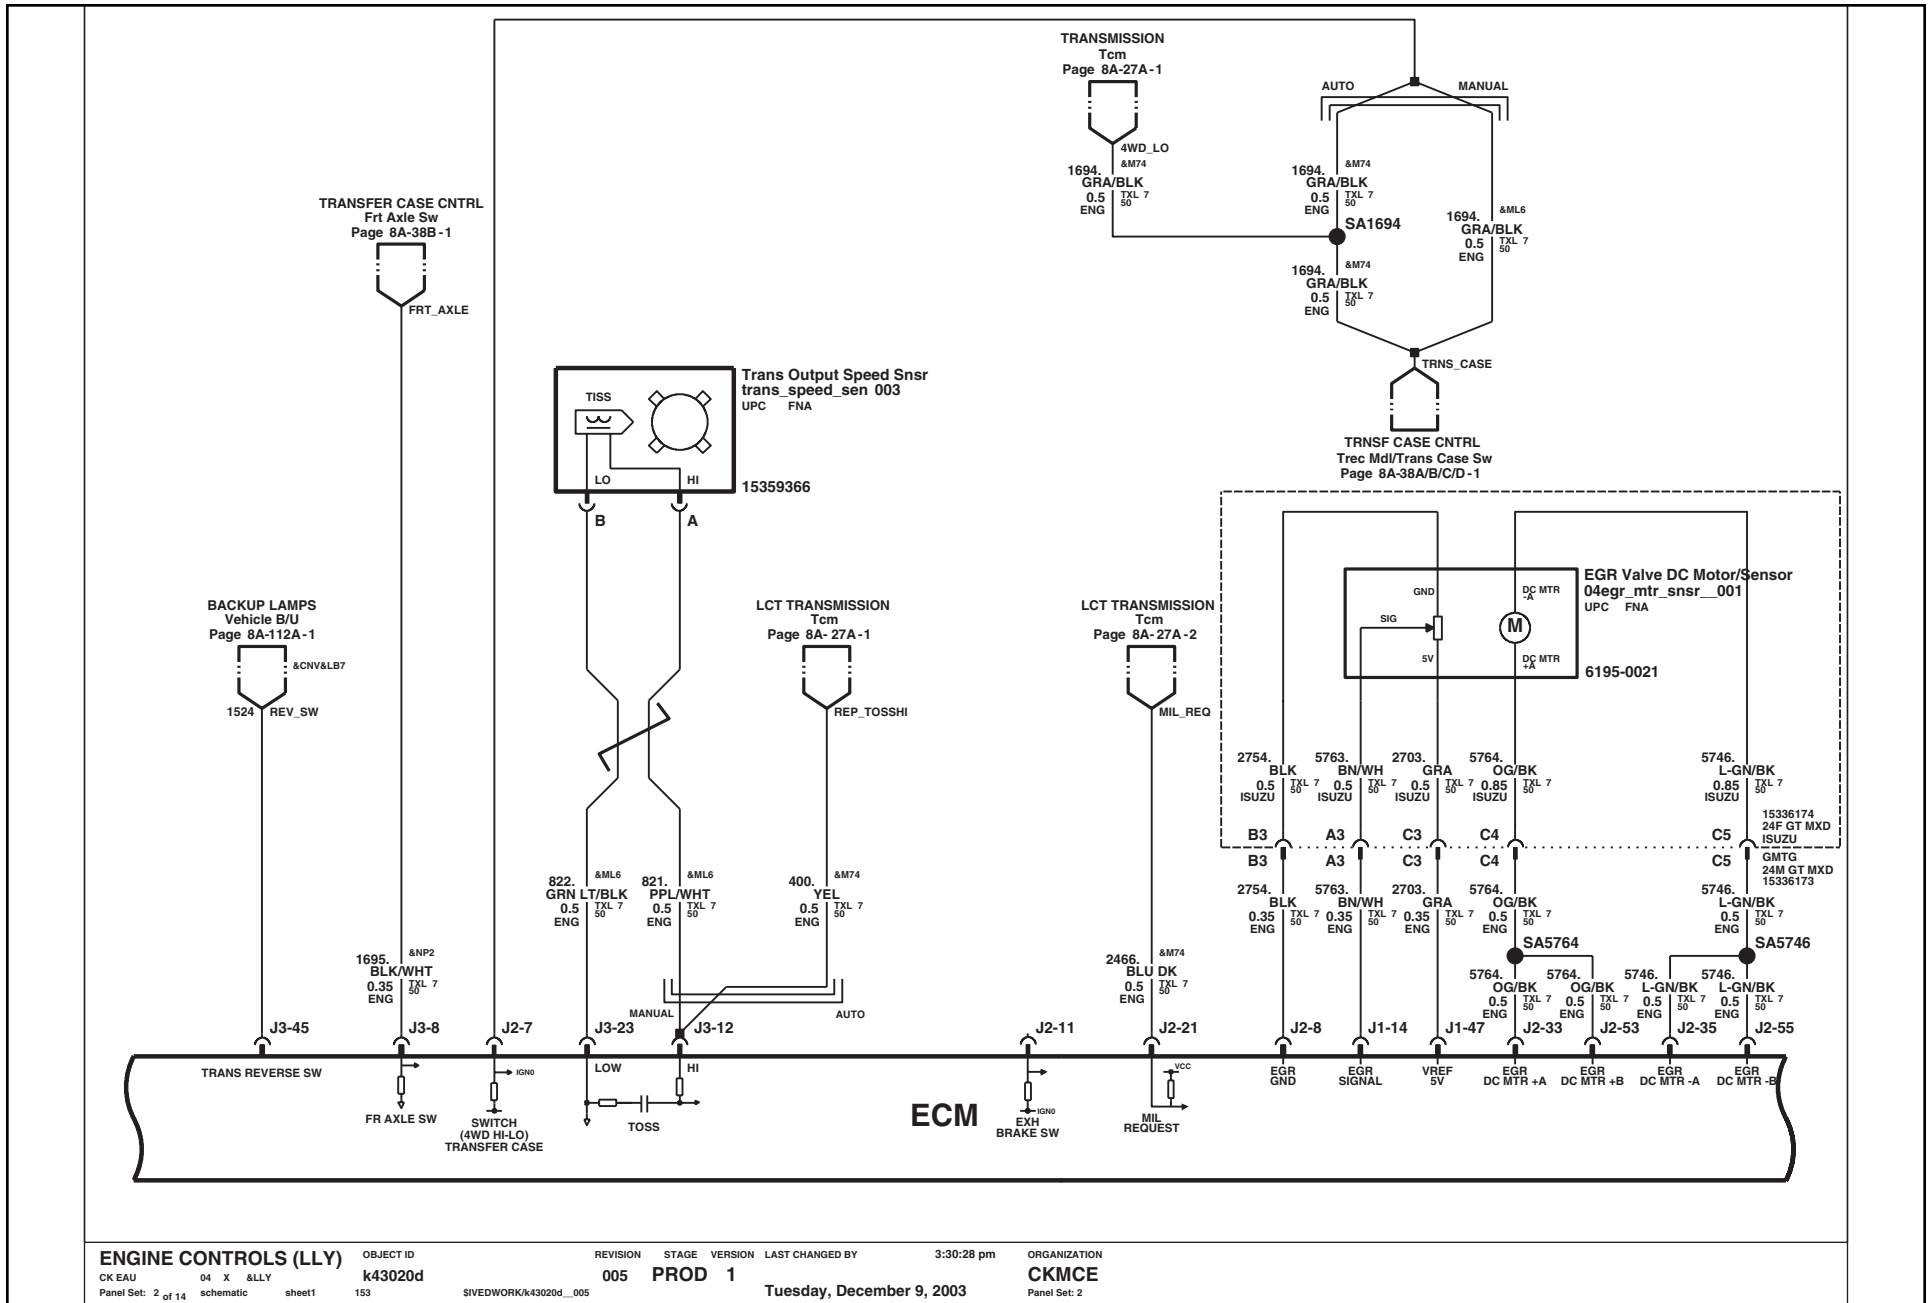 TRANSMISSION
Tcm
Page 8A-27A-1
4WD_LO
1694.
&M74
GRA/BLK
0.5
TXL 7
50
ENG
AUTO
MANUAL
1694.
&M74
GRA/BLK
0.5
TXL 7
50
ENG
SA1694
1694.
&ML6
GRA/BLK
0.5
TXL 7
50
ENG
1694.
&M74
GRA/BLK
0.5
TXL 7
50
ENG
TRNS_CASE
TRNSF CASE CNTRL
Trec Mdl/Trans Case Sw
Page 8A-38A/B/C/D-1
TRANSFER CASE CNTRL
Frt Axle Sw
Page 8A-38B-1
FRT_AXLE
Trans Output Speed Snsr
trans_speed_sen 003
UPC FNA
TISS
LO
HI
15359366
B
A
BACKUP LAMPS
Vehicle B/U
Page 8A-112A-1
&CNV&LB7
1524
REV_SW
LCT TRANSMISSION
Tcm
Page 8A- 27A-1
REP_TOSSHI
LCT TRANSMISSION
Tcm
Page 8A- 27A-2
MIL_REQ
EGR Valve DC Motor/Sensor
04egr_mtr_snsr__001
UPC FNA
GND
SIG
5V
DC MTR
-A
M
DC MTR
+A
6195-0021
2754.
BLK
0.5
TXL 7
50
ISUZU
5763.
BN/WH
0.5
TXL 7
50
ISUZU
2703.
GRA
0.5
TXL 7
50
ISUZU
5764.
OG/BK
0.85
TXL 7
50
ISUZU
5746.
L-GN/BK
0.85
TXL 7
50
ISUZU
15336174
24F GT MXD
ISUZU
B3
A3
C3
C4
C5
B3
A3
C3
C4
C5
GMTG
24M GT MXD
15336173
822.
&ML6
GRN LT/BLK
0.5
TXL 7
50
ENG
821.
&ML6
PPL/WHT
0.5
TXL 7
50
ENG
400.
&M74
YEL
0.5
TXL 7
50
ENG
2754.
BLK
0.35
TXL 7
50
ENG
5763.
BN/WH
0.35
TXL 7
50
ENG
2703.
GRA
0.35
TXL 7
50
ENG
5764.
OG/BK
0.5
TXL 7
50
ENG
5746.
L-GN/BK
0.5
TXL 7
50
ENG
SA5764
SA5746
1695.
&NP2
BLK/WHT
0.35
TXL 7
50
ENG
2466.
&M74
BLU DK
0.5
TXL 7
50
ENG
5764.
OG/BK
0.5
TXL 7
50
ENG
5764.
OG/BK
0.5
TXL 7
50
ENG
5746.
L-GN/BK
0.5
TXL 7
50
ENG
5746.
L-GN/BK
0.5
TXL 7
50
ENG
MANUAL
AUTO
J3-45
J3-8
J2-7
J3-23
J3-12
J2-11
J2-21
J2-8
J1-14
J1-47
J2-33
J2-53
J2-35
J2-55
TRANS REVERSE SW
FR AXLE SW
IGN0
SWITCH
(4WD HI-LO)
TRANSFER CASE
LOW
HI
TOSS
ECM
IGN0
EXH
BRAKE SW
VCC
MIL
REQUEST
EGR
GND
EGR
SIGNAL
VREF
5V
EGR
DC MTR +A
EGR
DC MTR +B
EGR
DC MTR -A
EGR
DC MTR -B
ENGINE CONTROLS (LLY)
CK EAU 04 X &LLY
Panel Set: 2 of 14 schematic sheet1 153
OBJECT ID
k43020d
$IVEDWORK/k43020d__005
REVISION STAGE VERSION LAST CHANGED BY 3:30:28 pm
005 PROD 1
Tuesday, December 9, 2003
ORGANIZATION
CKMCE
Panel Set: 2